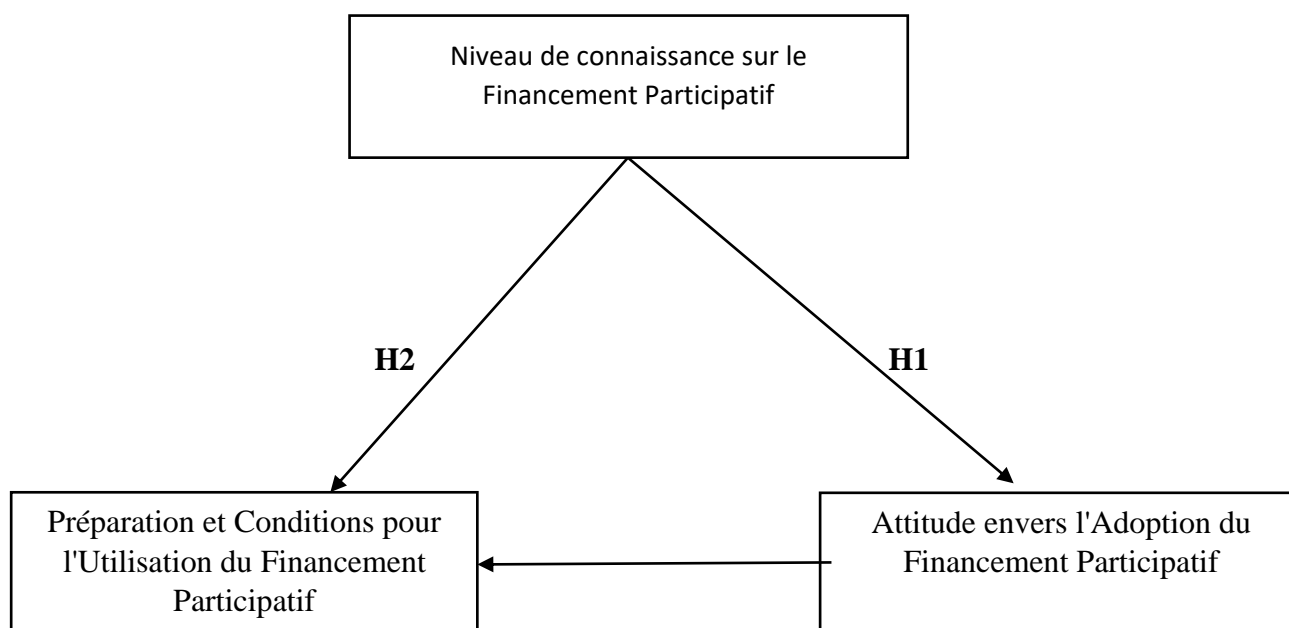 Niveau de connaissance sur le
Financement Participatif
H2
H1
Préparation et Conditions pour
l'Utilisation du Financement
Participatif
Attitude envers l'Adoption du
Financement Participatif